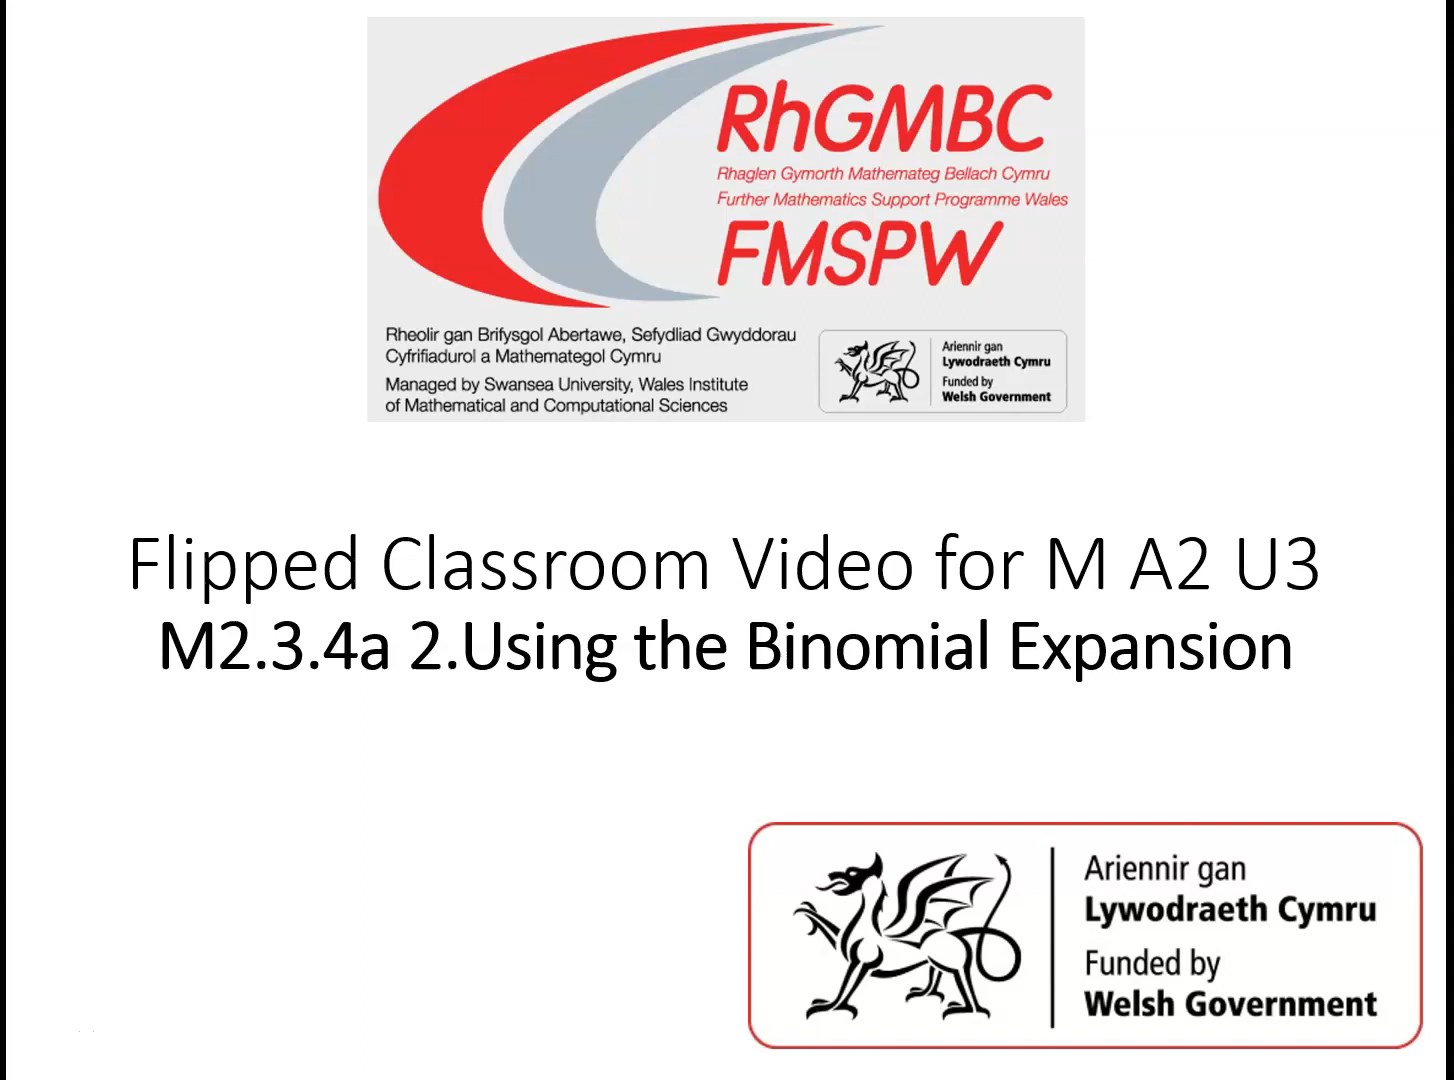 RhGMBC
Rhaglen Gymorth Mathemateg Bellach Cymru
Further Mathematics Support Programme Wales
FMSPW
Rheolir gan Brifysgol Abertawe, Sefydliad Gwyddorau
Cyfrifiadurol a Mathemategol Cymru
Managed by Swansea University, Wales Institute
of Mathematical and Computational Sciences
Ariennir gan
Lywodraeth Cymru
Funded by
Welsh Government
Flipped Classroom Video for M A2 U3
M2.3.4a 2.Using the Binomial Expansion
Ariennir gan
Lywodraeth Cymru
Funded by
Welsh Government